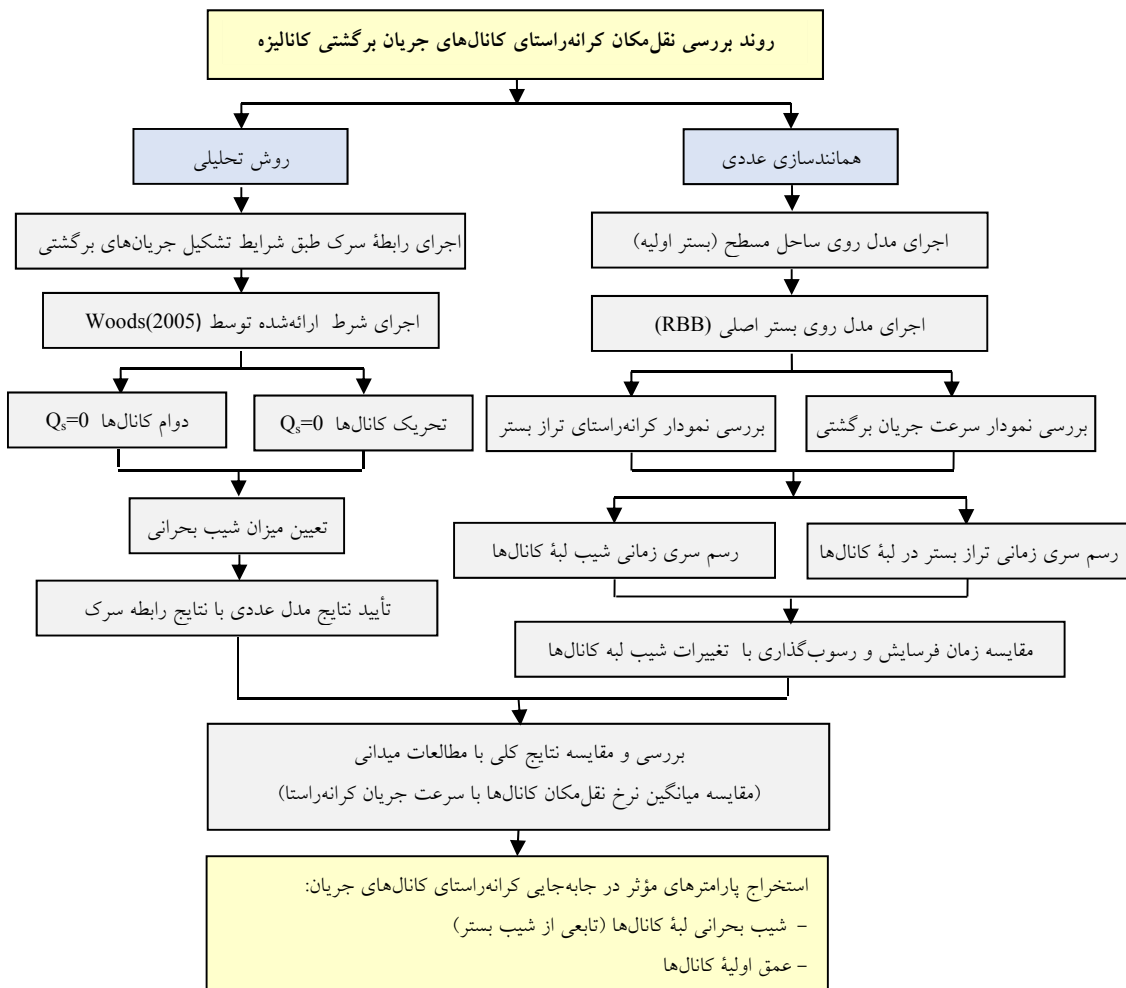 روند بررسی نقل‌مکان کرانه‌راستای کانال‌های جریان برگشتی کانالیزه
همانندسازی عددی
روش تحلیلی
اجرای مدل روی ساحل مسطح (بستر اولیه)
اجرای رابطهٔ سرک طبق شرایط تشکیل جریان‌های برگشتی
اجرای مدل روی بستر اصلی (RBB)
اجرای شرط ارائه‌شده توسط Woods(2005)
بررسی نمودار سرعت جریان برگشتی
بررسی نمودار کرانه‌راستای تراز بستر
تحریک کانال‌ها Qs=0
دوام کانال‌ها Qs=0
رسم سری زمانی تراز بستر در لبهٔ کانال‌ها
رسم سری زمانی شیب لبهٔ کانال‌ها
تعیین میزان شیب بحرانی
مقایسه زمان فرسایش و رسوب‌گذاری با تغییرات شیب لبه کانال‌ها
تأیید نتایج مدل عددی با نتایج رابطه سرک
بررسی و مقایسه نتایج کلی با مطالعات میدانی
(مقایسه میانگین نرخ نقل‌مکان کانال‌ها با سرعت جریان کرانه‌راستا)
استخراج پارامترهای مؤثر در جابه‌جایی کرانه‌راستای کانال‌های جریان:
– شیب بحرانی لبهٔ کانال‌ها (تابعی از شیب بستر)
– عمق اولیهٔ کانال‌ها